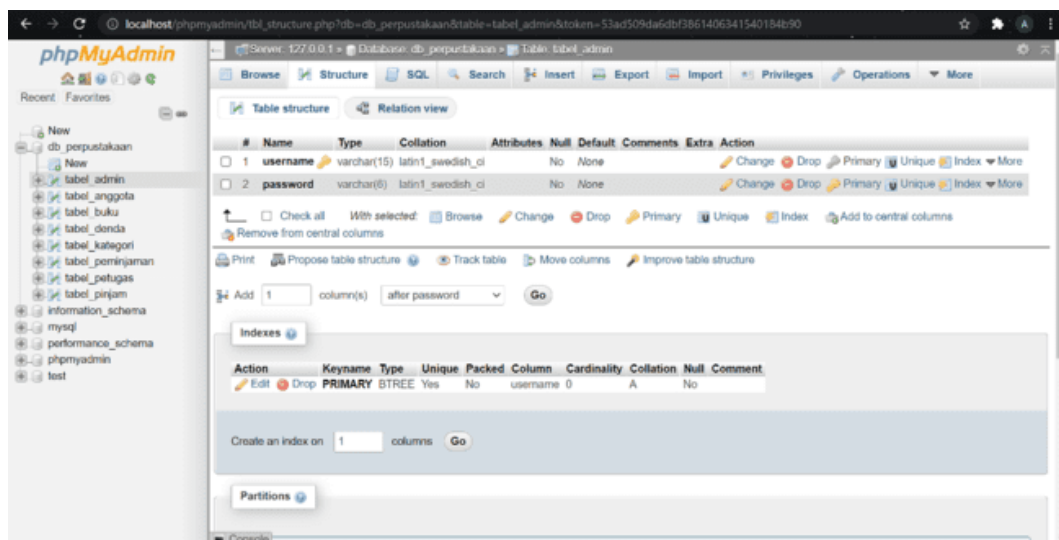 localhost/phpmyadmin/tbl_structure.php?db=db_perpustakaan&table=tabel_admin&token=53ad509da6dbf3861406341540184b90
A
phpMyAdmin
Recent Favorites
New
db_perpustakaan
New
tabel_admin
tabel_anggota
tabel_buku
tabel_denda
tabel_kategori
tabel_peminjaman
tabel_petugas
tabel_pinjam
information_schema
mysql
performance_schema
phpmyadmin
test
Server: 127.0.0.1 » Database: db_perpustakaan » Table: tabel_admin
Browse Structure SQL Search Insert Export Import Privileges Operations More
Table structure Relation view
# Name Type Collation Attributes Null Default Comments Extra Action
1 username varchar(15) latin1_swedish_ci No None Change Drop Primary Unique Index More
2 password varchar(6) latin1_swedish_ci No None Change Drop Primary Unique Index More
Check all With selected: Browse Change Drop Primary Unique Index Add to central columns
Remove from central columns
Print Propose table structure Track table Move columns Improve table structure
Add 1 column(s) after password Go
Indexes
Action Keyname Type Unique Packed Column Cardinality Collation Null Comment
Edit Drop PRIMARY BTREE Yes No username 0 A No
Create an index on 1 columns Go
Partitions
Console